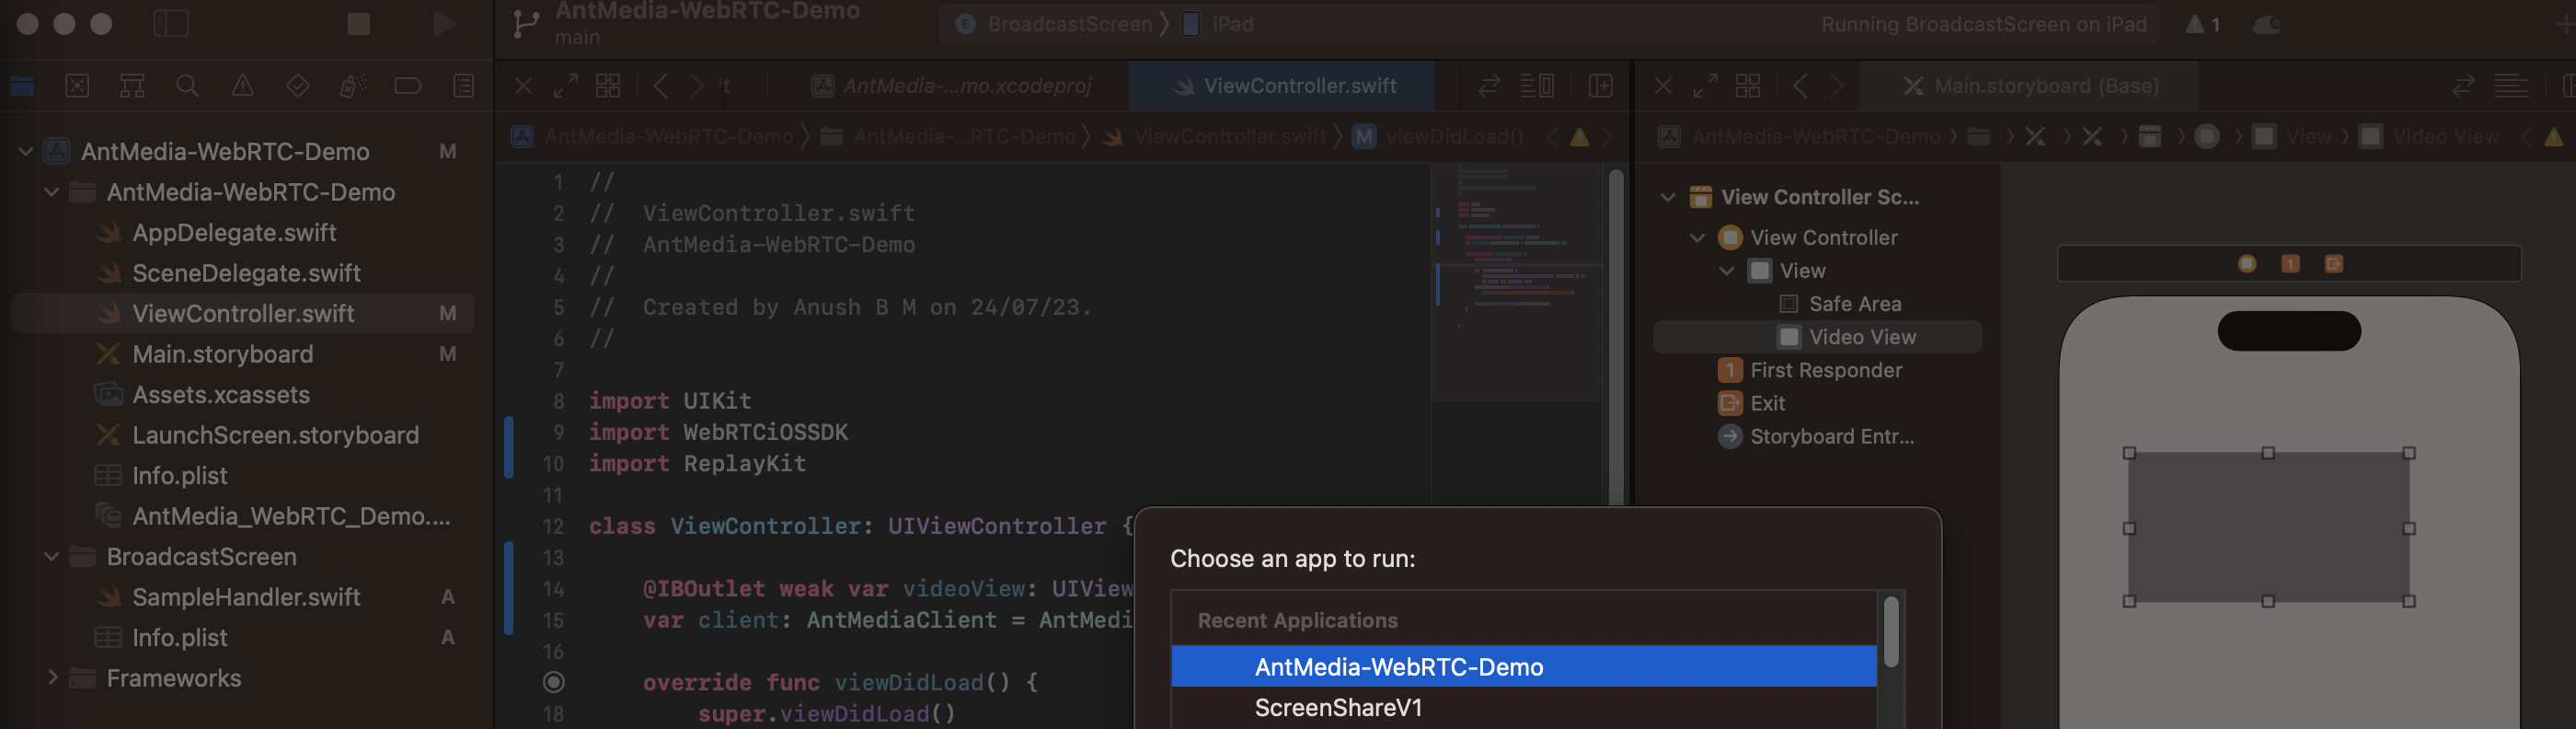 AntMedia-WebRTC-Demo
main
BroadcastScreen
iPad
Running BroadcastScreen on iPad
1
AntMedia-...mo.xcodeproj
ViewController.swift
Main.storyboard (Base)
AntMedia-WebRTC-Demo
AntMedia-...RTC-Demo
ViewController.swift
M
viewDidLoad()
AntMedia-WebRTC-Demo
View
Video View
AntMedia-WebRTC-Demo M
AntMedia-WebRTC-Demo
AppDelegate.swift
SceneDelegate.swift
ViewController.swift M
Main.storyboard M
Assets.xcassets
LaunchScreen.storyboard
Info.plist
AntMedia_WebRTC_Demo....
BroadcastScreen
SampleHandler.swift A
Info.plist A
Frameworks
1 //
2 //  ViewController.swift
3 //  AntMedia-WebRTC-Demo
4 //
5 //  Created by Anush B M on 24/07/23.
6 //
7
8 import UIKit
9 import WebRTCiOSSDK
10 import ReplayKit
11
12 class ViewController: UIViewController {
13
14     @IBOutlet weak var videoView: UIView
15     var client: AntMediaClient = AntMedi
16
override func viewDidLoad() {
18         super.viewDidLoad()
View Controller Sc...
View Controller
View
Safe Area
Video View
1 First Responder
Exit
Storyboard Entr...
1
Choose an app to run:
Recent Applications
AntMedia-WebRTC-Demo
ScreenShareV1